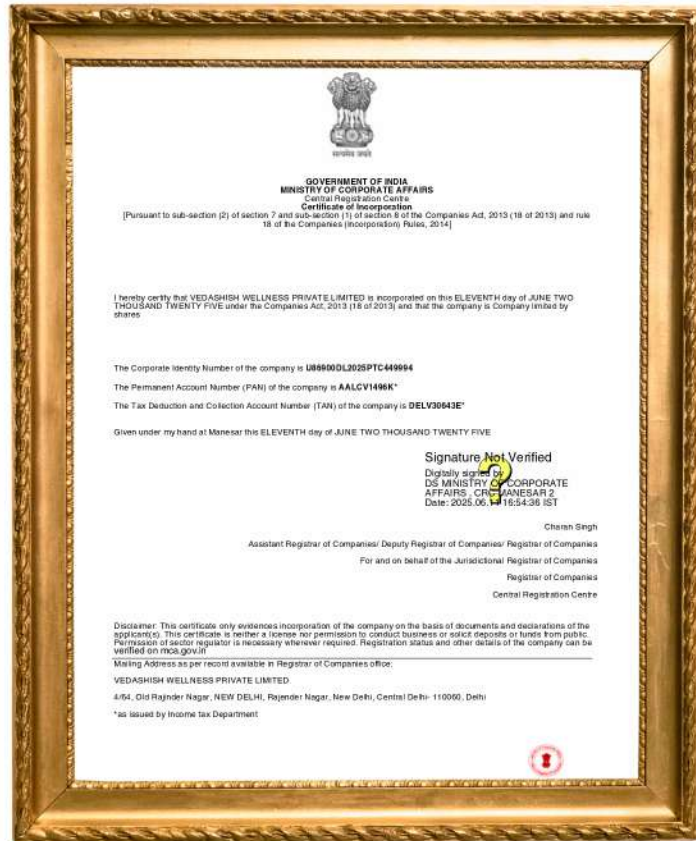 सत्यमेव जयते
GOVERNMENT OF INDIA
MINISTRY OF CORPORATE AFFAIRS
Central Registration Centre
Certificate of Incorporation
[Pursuant to sub-section (2) of section 7 and sub-section (1) of section 8 of the Companies Act, 2013 (18 of 2013) and rule
18 of the Companies (Incorporation) Rules, 2014]
I hereby certify that VEDASHISH WELLNESS PRIVATE LIMITED is incorporated on this ELEVENTH day of JUNE TWO
THOUSAND TWENTY FIVE under the Companies Act, 2013 (18 of 2013) and that the company is Company limited by
shares
The Corporate Identity Number of the company is U86900DL2025PTC449994
The Permanent Account Number (PAN) of the company is AALCV1496K*
The Tax Deduction and Collection Account Number (TAN) of the company is DELV30643E*
Given under my hand at Manesar this ELEVENTH day of JUNE TWO THOUSAND TWENTY FIVE
Signature Not Verified
Digitally signed by
DS MINISTRY OF CORPORATE
AFFAIRS , CRC MANESAR 2
Date: 2025.06.11 16:54:36 IST
Charan Singh
Assistant Registrar of Companies/ Deputy Registrar of Companies/ Registrar of Companies
For and on behalf of the Jurisdictional Registrar of Companies
Registrar of Companies
Central Registration Centre
Disclaimer: This certificate only evidences incorporation of the company on the basis of documents and declarations of the
applicant(s). This certificate is neither a license nor permission to conduct business or solicit deposits or funds from public.
Permission of sector regulator is necessary wherever required. Registration status and other details of the company can be
verified on mca.gov.in
Mailing Address as per record available in Registrar of Companies office:
VEDASHISH WELLNESS PRIVATE LIMITED
4/64, Old Rajinder Nagar, NEW DELHI, Rajender Nagar, New Delhi, Central Delhi- 110060, Delhi
*as issued by Income tax Department